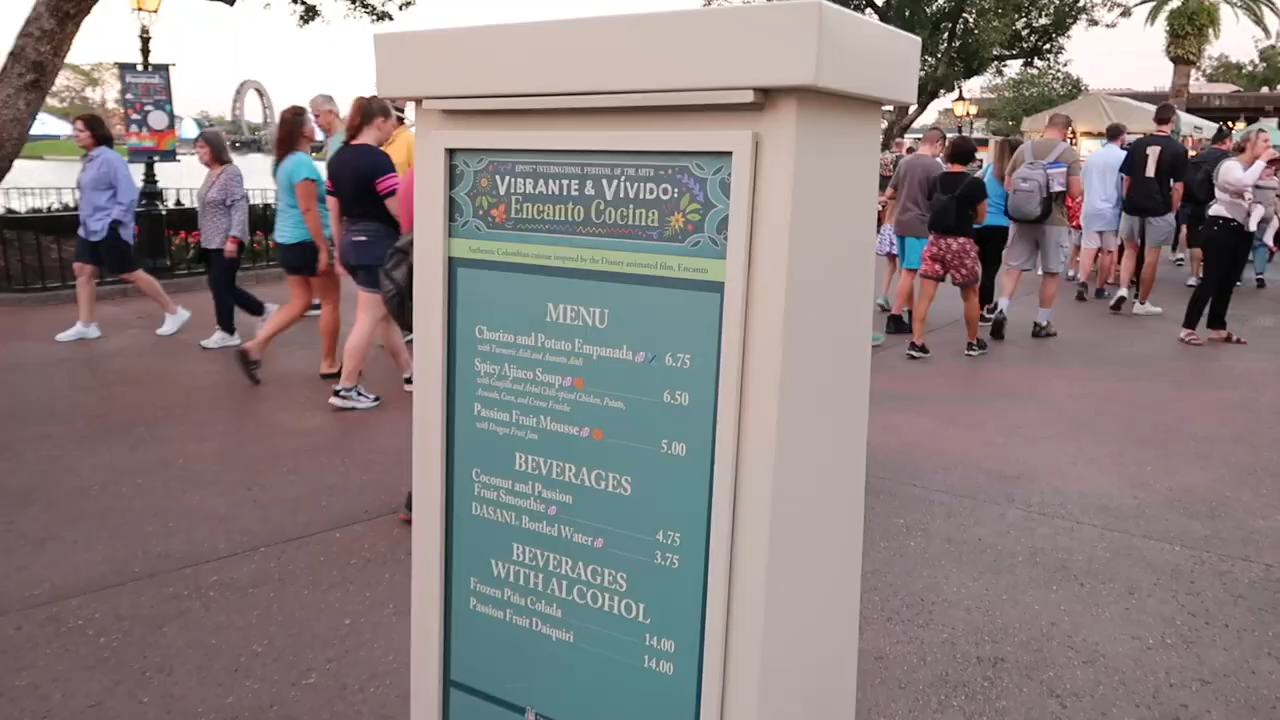 Festival
ARTS
EPCOT® INTERNATIONAL FESTIVAL OF THE ARTS
VIBRANTE & VÍVIDO:
Encanto Cocina
Authentic Colombian cuisine inspired by the Disney animated film, Encanto
MENU
Chorizo and Potato Empanada 6.75
with Turmeric Aïoli and Annatto Aïoli
Spicy Ajiaco Soup 6.50
with Guajillo and Árbol Chili-spiced Chicken, Potato,
Avocado, Corn, and Crème Fraîche
Passion Fruit Mousse 5.00
with Dragon Fruit Jam
BEVERAGES
Coconut and Passion
Fruit Smoothie 4.75
DASANI® Bottled Water 3.75
BEVERAGES
WITH ALCOHOL
Frozen Piña Colada 14.00
Passion Fruit Daiquiri 14.00
1